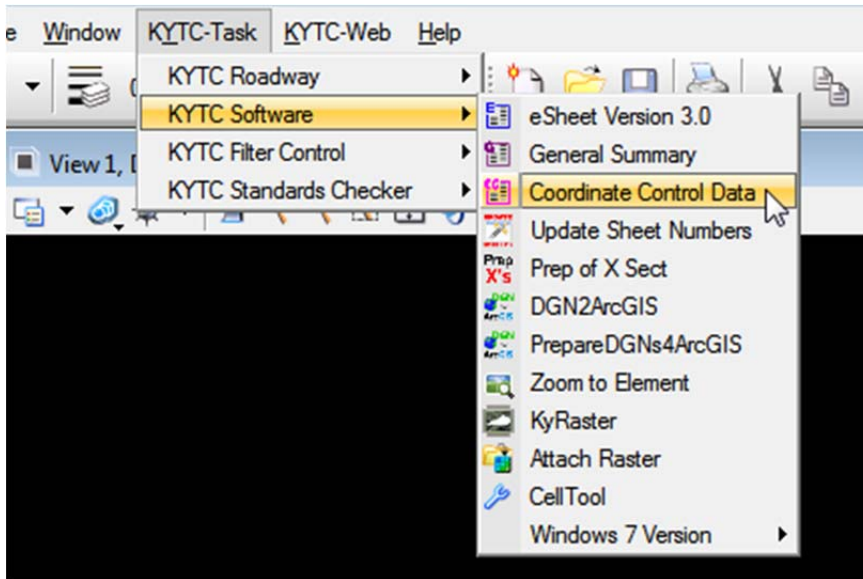 e Window KYTC-Task KYTC-Web Help
KYTC Roadway
KYTC Software
KYTC Filter Control
KYTC Standards Checker
View 1,
eSheet Version 3.0
General Summary
Coordinate Control Data
Update Sheet Numbers
Prep of X Sect
DGN2ArcGIS
PrepareDGNs4ArcGIS
Zoom to Element
KyRaster
Attach Raster
CellTool
Windows 7 Version
Prep
X's